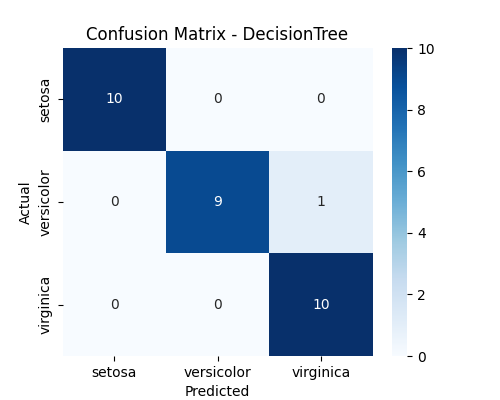 Confusion Matrix - DecisionTree
10
setosa
10 0 0
8
6
Actual
versicolor
0 9 1
4
2
virginica
0 0 10
0
setosa versicolor virginica
Predicted